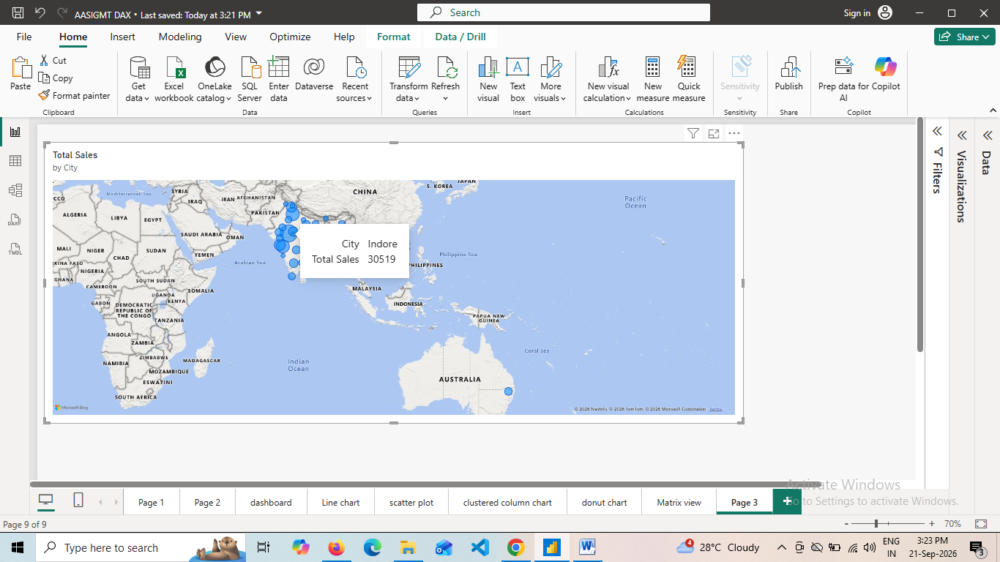 AASIGMT DAX • Last saved: Today at 3:21 PM
Search
Sign in
File Home Insert Modeling View Optimize Help Format Data / Drill
Share
Paste
Cut
Copy
Format painter
Clipboard
Get data
Excel workbook
OneLake catalog
SQL Server
Enter data
Dataverse
Recent sources
Data
Transform data
Refresh
Queries
New visual
Text box
More visuals
Insert
New visual calculation
New measure
Quick measure
Calculations
Sensitivity
Sensitivity
Publish
Share
Prep data for AI
Copilot
Copilot
Total Sales
by City
JAPAN
S. KOREA
CHINA
Mediterranean Sea
SYRIA
IRAQ
IRAN
AFGHANISTAN
PAKISTAN
CCO
ALGERIA
LIBYA
EGYPT
SAUDI ARABIA
OMAN
Pacific Ocean
MALI
NIGER
CHAD
SUDAN
YEMEN
Arabian Sea
Philippine Sea
RKINA FASO
NIGERIA
GHANA
SOUTH SUDAN
PHILIPPINES
CAMEROON
UGANDA
SOMALIA
MALAYSIA
GABON
KENYA
DEMOCRATIC REPUBLIC OF THE CONGO
INDONESIA
TANZANIA
PAPUA NEW GUINEA
ANGOLA
ZAMBIA
Coral Sea
NAMIBIA
ZIMBABWE
MADAGASCAR
MOZAMBIQUE
Indian Ocean
ESWATINI
AUSTRALIA
SOUTH AFRICA
City Indore
Total Sales 30519
Microsoft Bing
© 2026 NavInfo, © 2026 TomTom, © 2026 Microsoft Corporation Terms
Filters
Visualizations
Data
DAX
TMDL
Activate Windows
Go to Settings to activate Windows.
Page 1 Page 2 dashboard Line chart scatter plot clustered column chart donut chart Matrix view Page 3
Page 9 of 9
70%
Type here to search
4
28°C Cloudy
ENG
IN
3:23 PM
21-Sep-2026
3